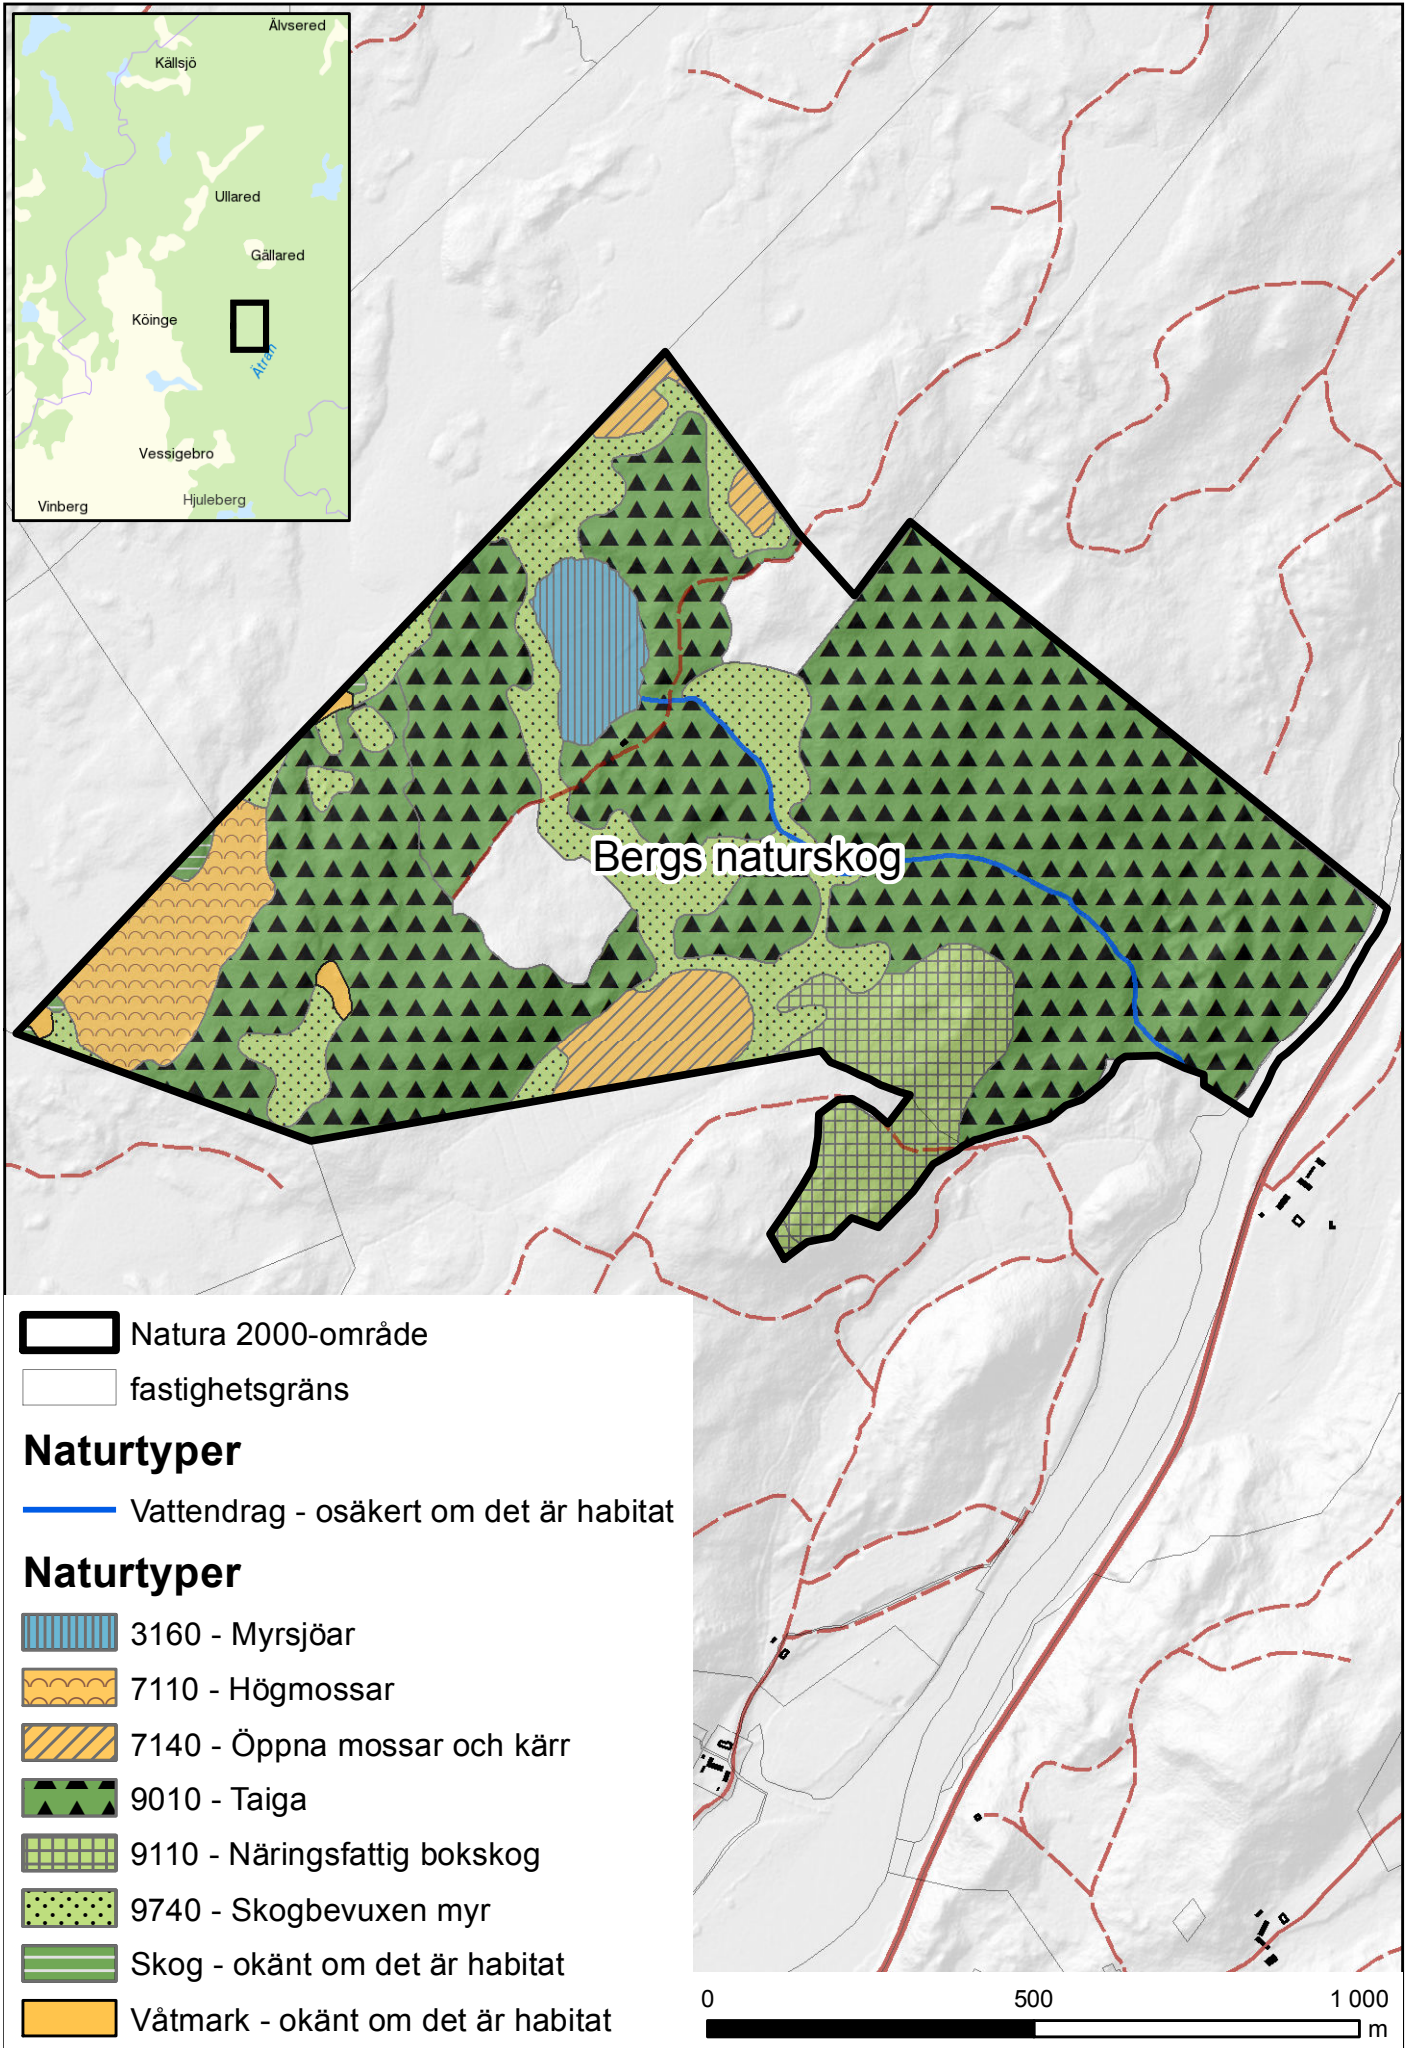 Älvsered
Källsjö
Ullared
Gällared
Köinge
Ätran
Vessigebro
Hjuleberg
Vinberg
Bergs naturskog
Natura 2000-område
fastighetsgräns
Naturtyper
Vattendrag - osäkert om det är habitat
Naturtyper
3160 - Myrsjöar
7110 - Högmossar
7140 - Öppna mossar och kärr
9010 - Taiga
9110 - Näringsfattig bokskog
9740 - Skogbevuxen myr
Skog - okänt om det är habitat
Våtmark - okänt om det är habitat
0 500 1 000
m